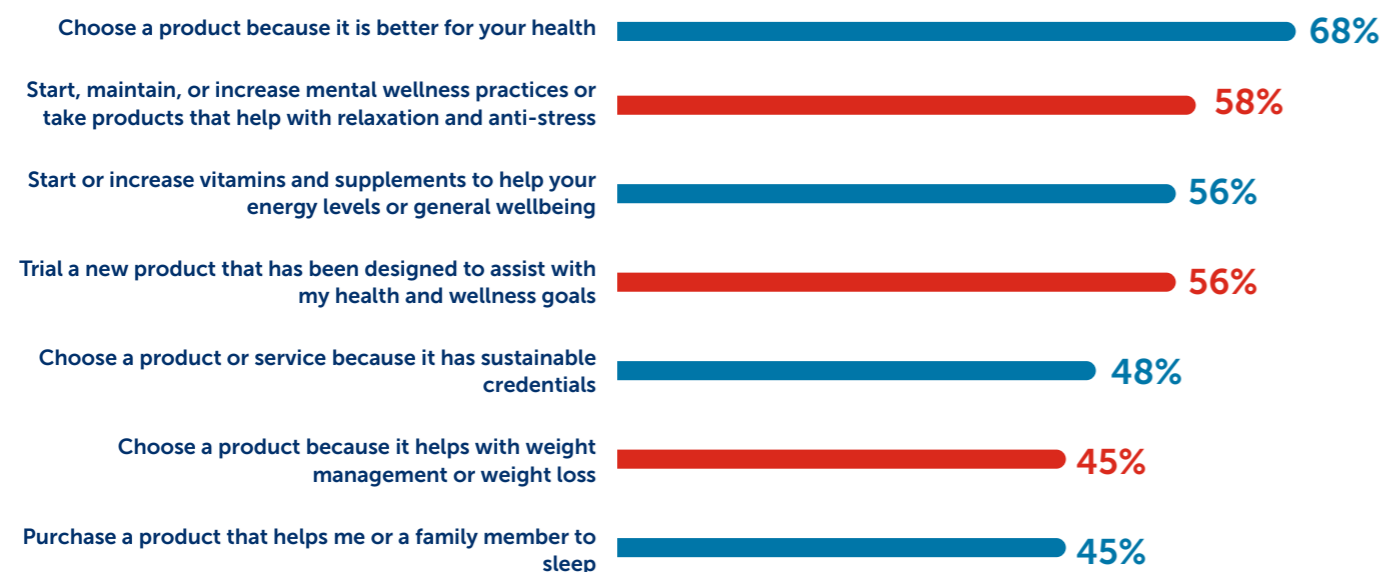 Choose a product because it is better for your health
68%
Start, maintain, or increase mental wellness practices or
take products that help with relaxation and anti-stress
58%
Start or increase vitamins and supplements to help your
energy levels or general wellbeing
56%
Trial a new product that has been designed to assist with
my health and wellness goals
56%
Choose a product or service because it has sustainable
credentials
48%
Choose a product because it helps with weight
management or weight loss
45%
Purchase a product that helps me or a family member to
sleep
45%